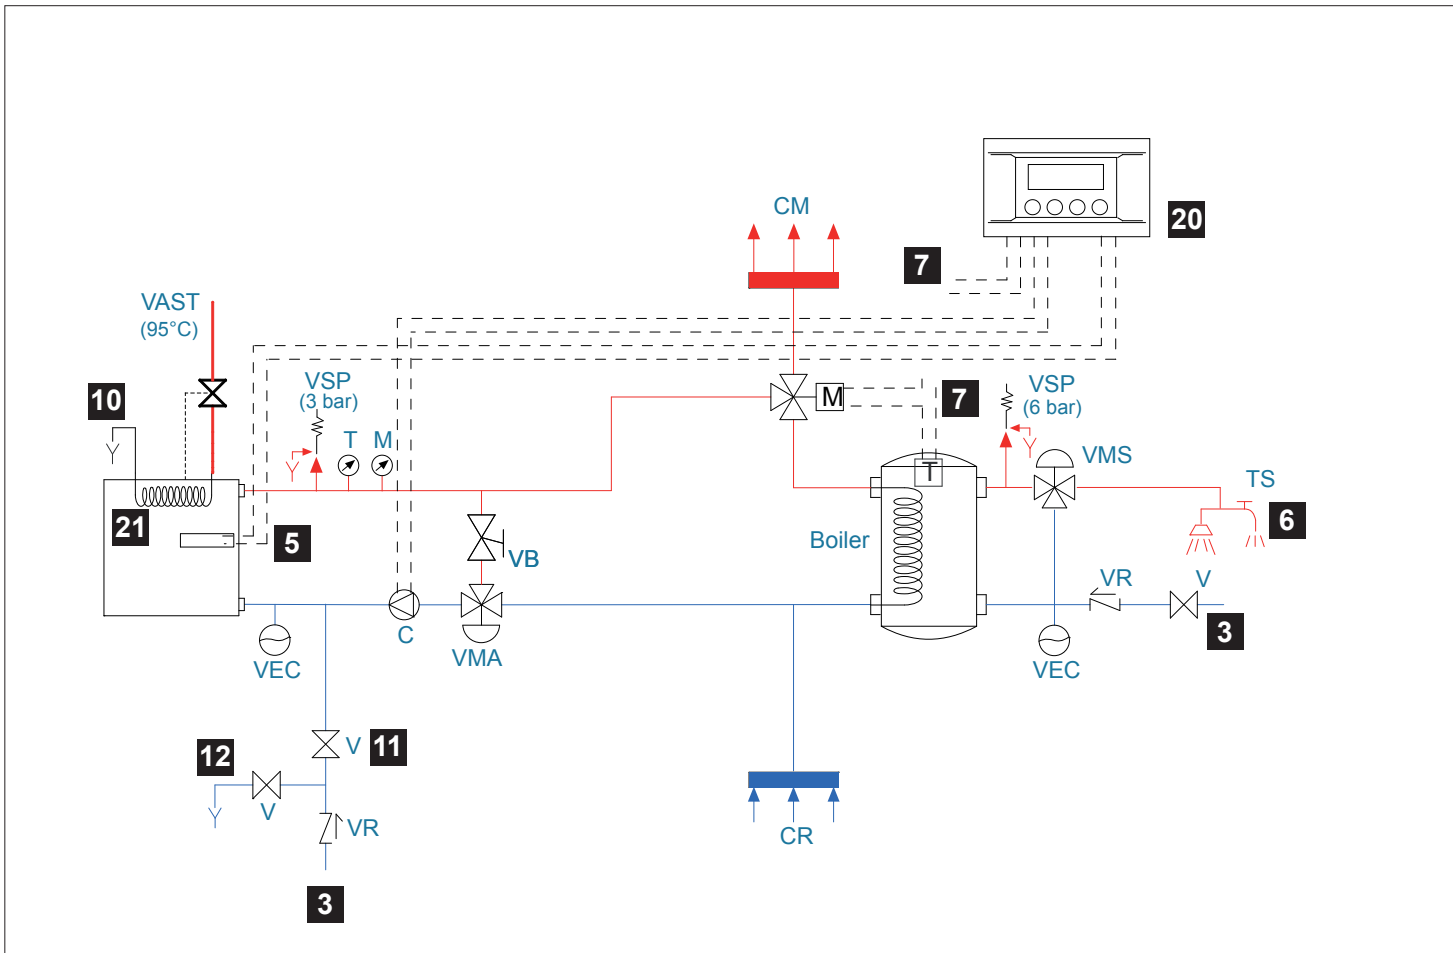 CM
20
7
VAST
(95°C)
10
VSP
(3 bar)
T
M
M
7
VSP
(6 bar)
VMS
T
TS
6
21
5
VB
Boiler
VR
V
3
C
VEC
VMA
VEC
12
V
11
V
VR
CR
3